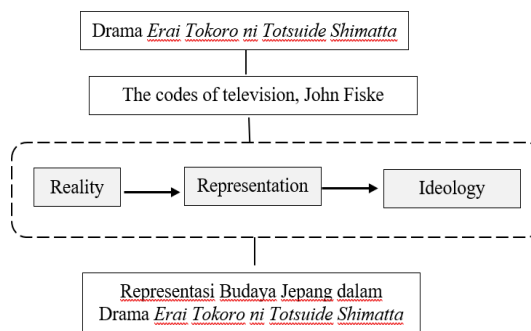 Drama Erai Tokoro ni Totsuide Shimatta
The codes of television, John Fiske
Reality
Representation
Ideology
Representasi Budaya Jepang dalam
Drama Erai Tokoro ni Totsuide Shimatta